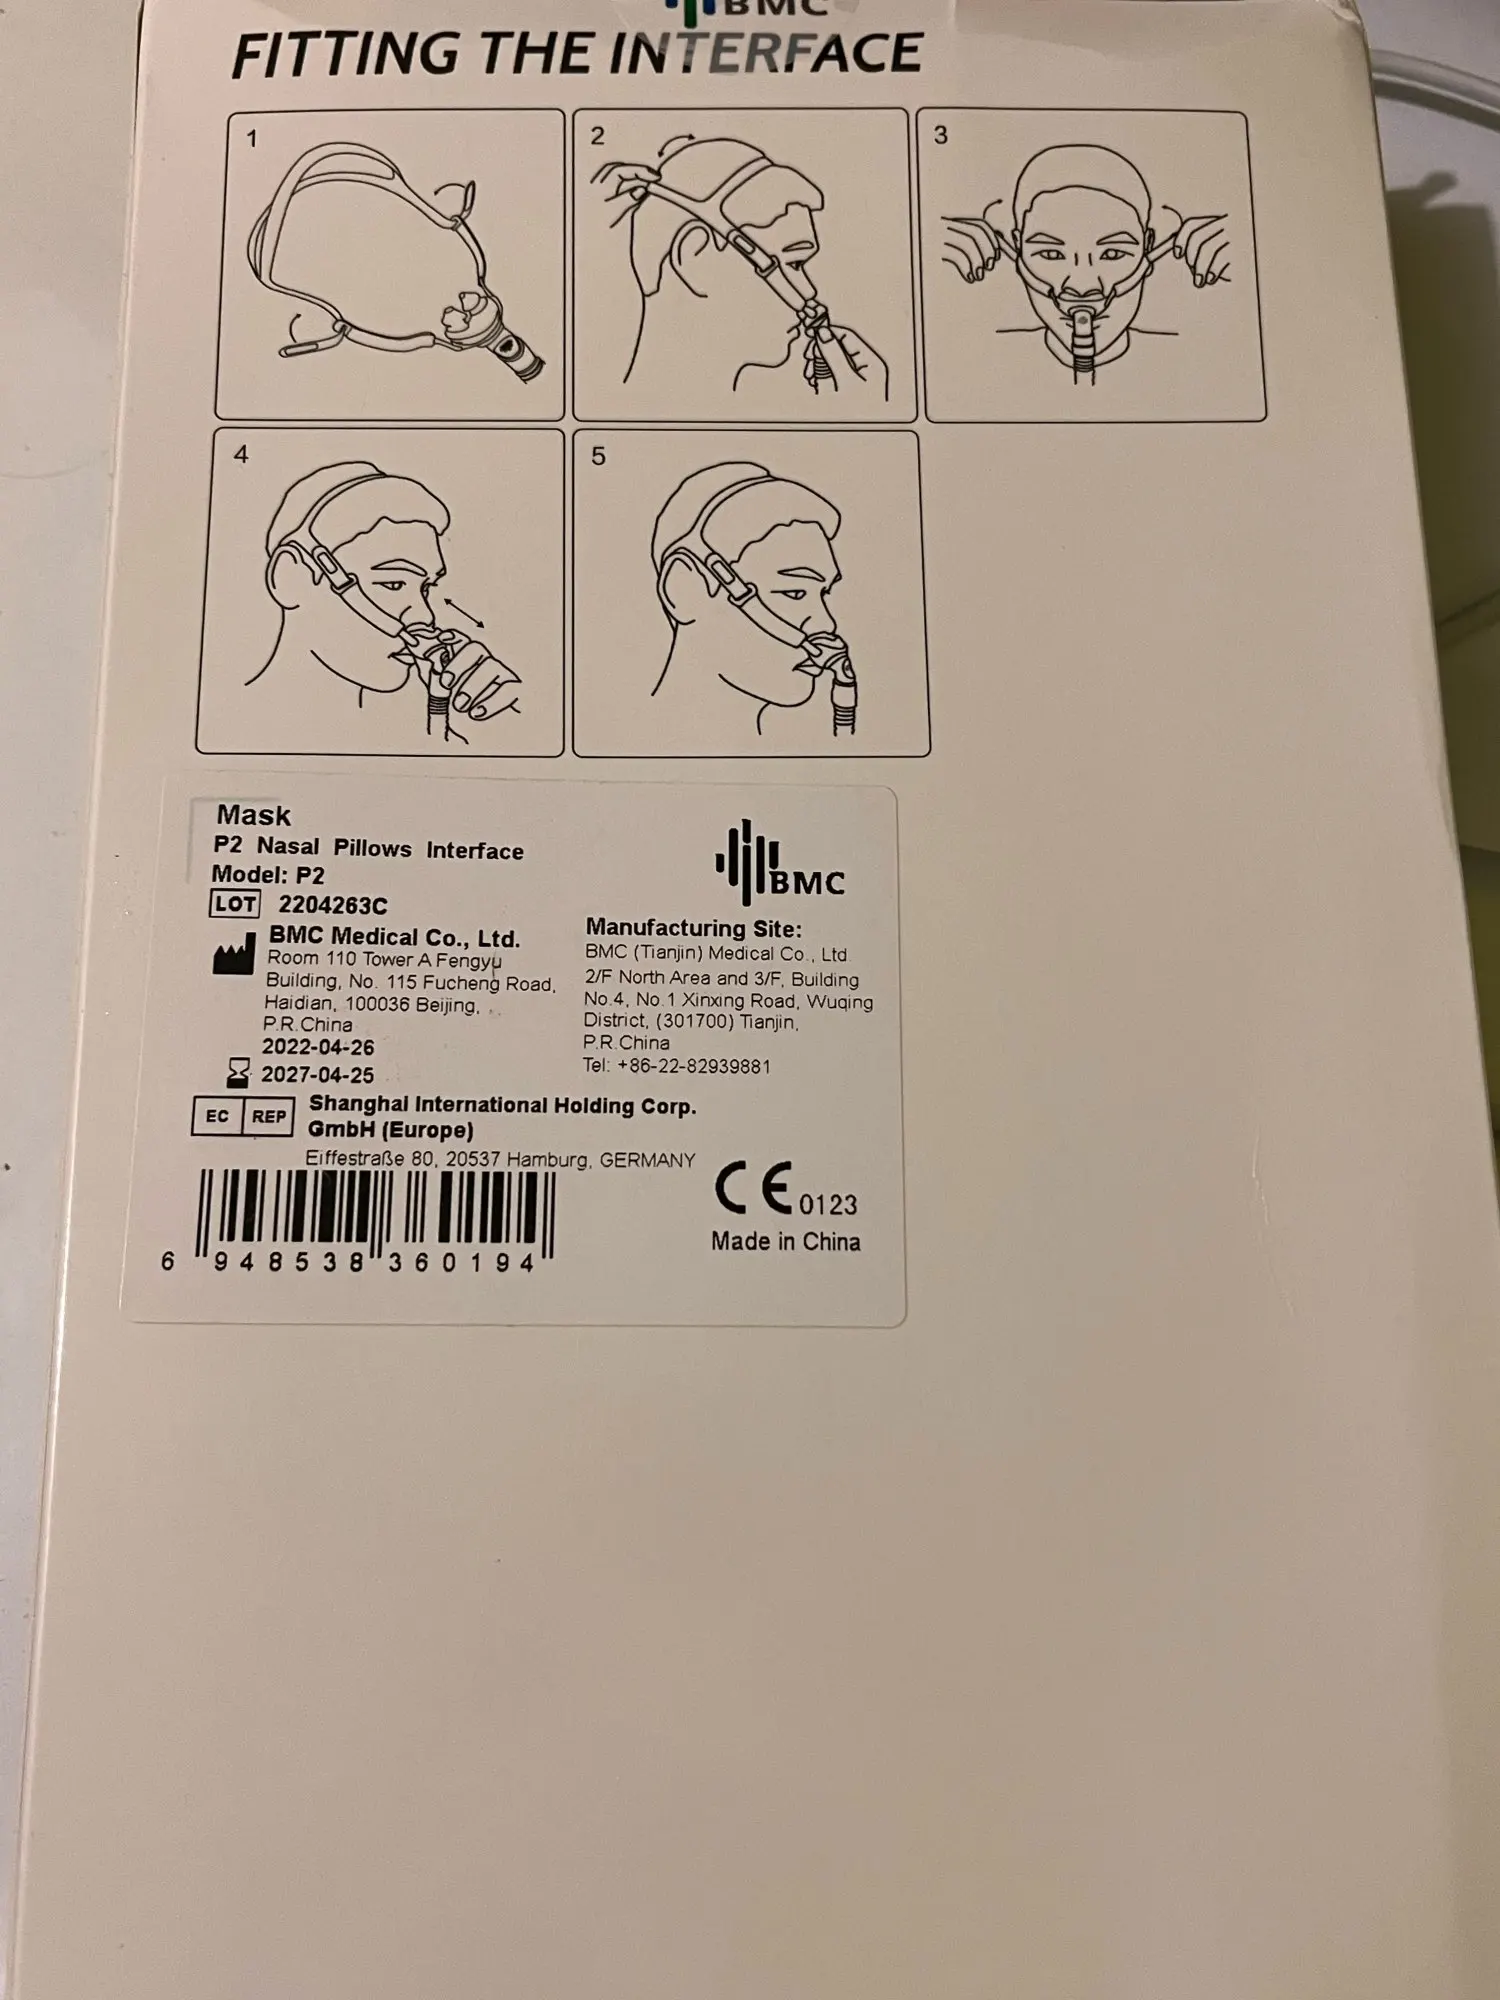 BMC
FITTING THE INTERFACE
1
2
3
4
5
Mask
P2 Nasal Pillows Interface
Model: P2
LOT 2204263C
BMC Medical Co., Ltd.
Room 110 Tower A Fengyu
Building, No. 115 Fucheng Road,
Haidian, 100036 Beijing,
P.R.China
2022-04-26
2027-04-25
BMC
Manufacturing Site:
BMC (Tianjin) Medical Co., Ltd.
2/F North Area and 3/F, Building
No.4, No.1 Xinxing Road, Wuqing
District, (301700) Tianjin,
P.R.China
Tel: +86-22-82939881
EC REP
Shanghai International Holding Corp.
GmbH (Europe)
Eiffestraße 80, 20537 Hamburg, GERMANY
CE 0123
Made in China
6 948538 360194